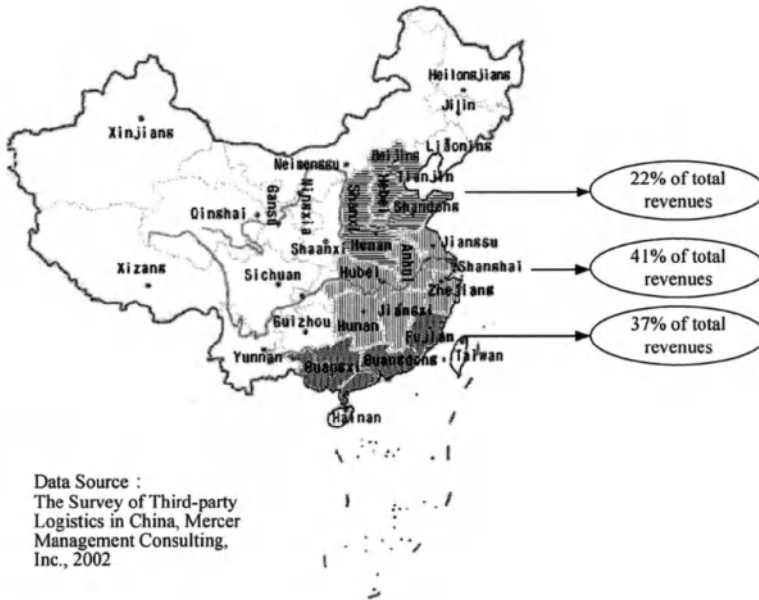 Heilongjiang
Jilin
Xinjiang
Liaoning
Beijing
Neimenggu
Tianjin
Hebei
Shanxi
Ningxia
Gansu
22% of total
revenues
Qinshai
Shandong
Shaanxi
Henan
Jiangsu
Anhui
Shanghai
41% of total
revenues
Hubei
Xizang
Sichuan
Zhejiang
Jiangxi
Guizhou
Hunan
37% of total
revenues
Fujian
Yunnan
Guangxi
Guangdong
Taiwan
Hainan
Data Source :
The Survey of Third-party
Logistics in China, Mercer
Management Consulting,
Inc., 2002